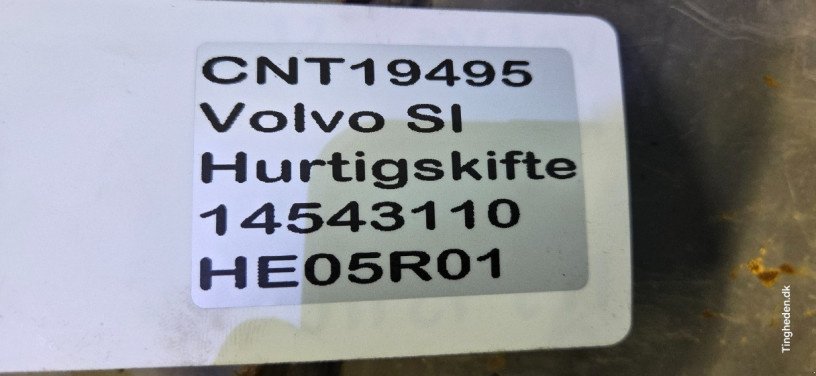 CNT19495
Volvo SI
Hurtigskifte
14543110
HE05R01
Tingheden.dk